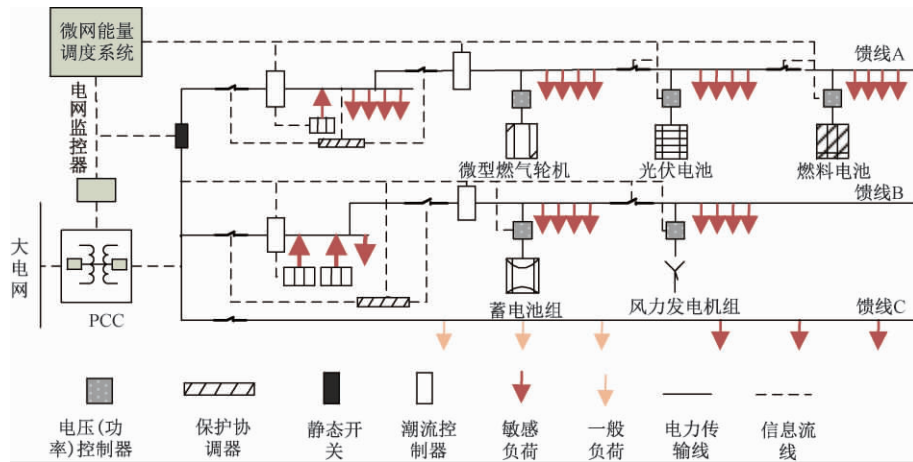 微网能量
调度系统
馈线A
电网监控器
微型燃气轮机
光伏电池
燃料电池
馈线B
大电网
蓄电池组
风力发电机组
馈线C
PCC
电压(功
率)控制器
保护协
调器
静态开
关
潮流控
制器
敏感
负荷
一般
负荷
电力传
输线
信息流
线